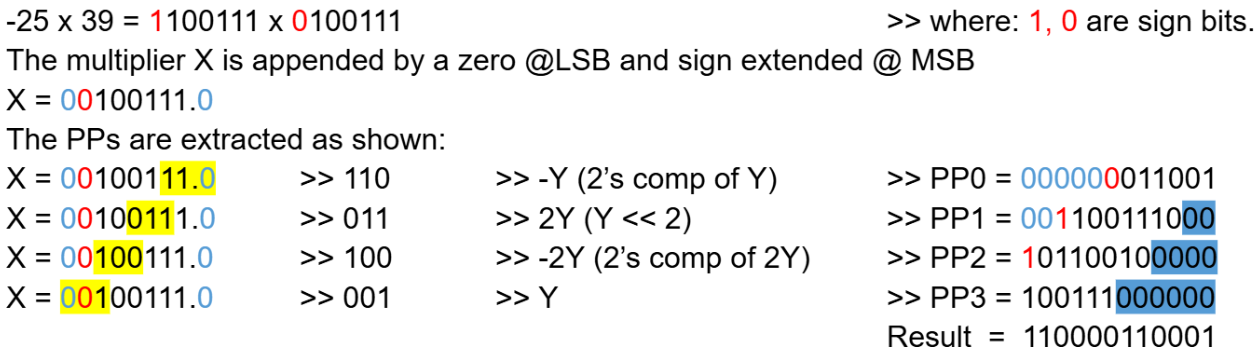 -25 x 39 = 1100111 x 0100111 >> where: 1, 0 are sign bits.
The multiplier X is appended by a zero @LSB and sign extended @ MSB
X = 00100111.0
The PPs are extracted as shown:
X = 00100111.0 >> 110 >> -Y (2's comp of Y) >> PP0 = 000000011001
X = 00100111.0 >> 011 >> 2Y (Y << 2) >> PP1 = 001100111000
X = 00100111.0 >> 100 >> -2Y (2's comp of 2Y) >> PP2 = 101100100000
X = 00100111.0 >> 001 >> Y >> PP3 = 100111000000
Result = 110000110001